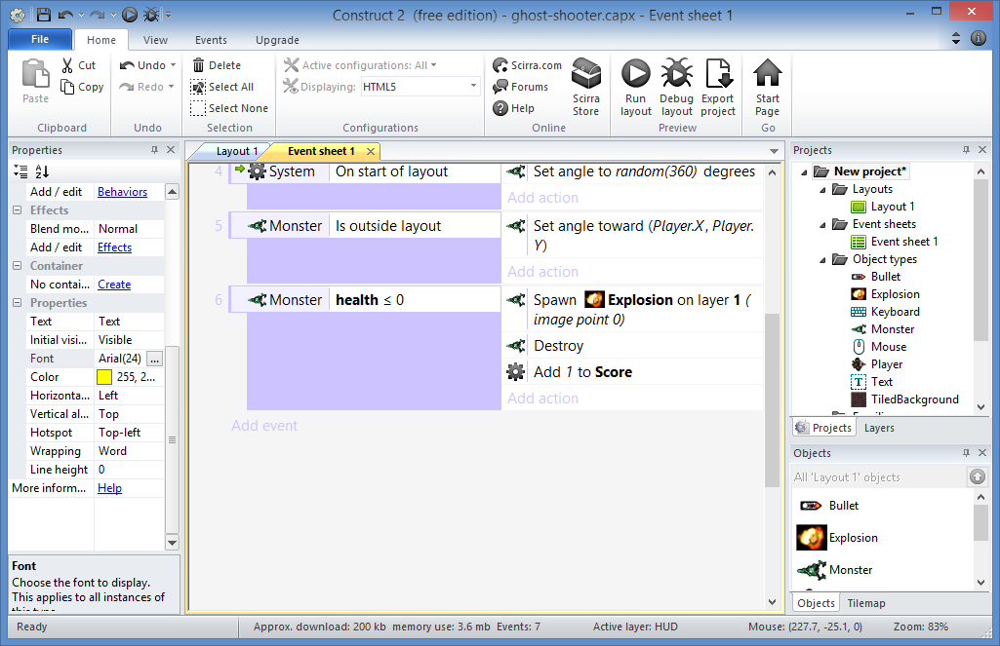 Construct 2 (free edition) - ghost-shooter.capx - Event sheet 1
File Home View Events Upgrade
Paste
Cut
Copy
Clipboard
Undo
Redo
Undo
Delete
Select All
Select None
Selection
Active configurations: All
Displaying: HTML5
Configurations
Scirra.com
Forums
Help
Scirra
Store
Online
Run
layout
Debug
layout
Export
project
Preview
Start
Page
Go
Properties
Add / edit Behaviors
Effects
Blend mo... Normal
Add / edit Effects
Container
No contai... Create
Properties
Text Text
Initial visi... Visible
Font Arial(24) ...
Color 255, 2...
Horizonta... Left
Vertical al... Top
Hotspot Top-left
Wrapping Word
Line height 0
More inform... Help
Font
Choose the font to display.
This applies to all instances of
Layout 1 Event sheet 1
4 System On start of layout Set angle to random(360) degrees
Add action
5 Monster Is outside layout Set angle toward (Player.X, Player.
Y)
Add action
6 Monster health ≤ 0 Spawn Explosion on layer 1 (
image point 0)
Destroy
Add 1 to Score
Add action
Add event
Projects
New project*
Layouts
Layout 1
Event sheets
Event sheet 1
Object types
Bullet
Explosion
Keyboard
Monster
Mouse
Player
T Text
TiledBackground
Projects Layers
Objects
All 'Layout 1' objects
Bullet
Explosion
Monster
Objects Tilemap
Ready Approx. download: 200 kb memory use: 3.6 mb Events: 7 Active layer: HUD Mouse: (227.7, -25.1, 0) Zoom: 83%